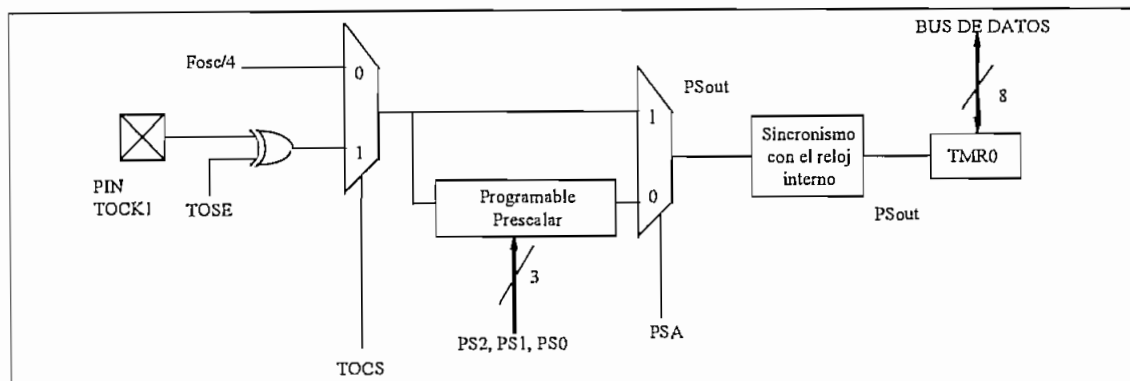 BUS DE DATOS
8
Fosc/4
0
1
PIN
TOCK1
TOSE
TOCS
Programable
Prescalar
3
PS2, PS1, PS0
1
0
PSout
PSA
Sincronismo
con el reloj
interno
PSout
TMR0